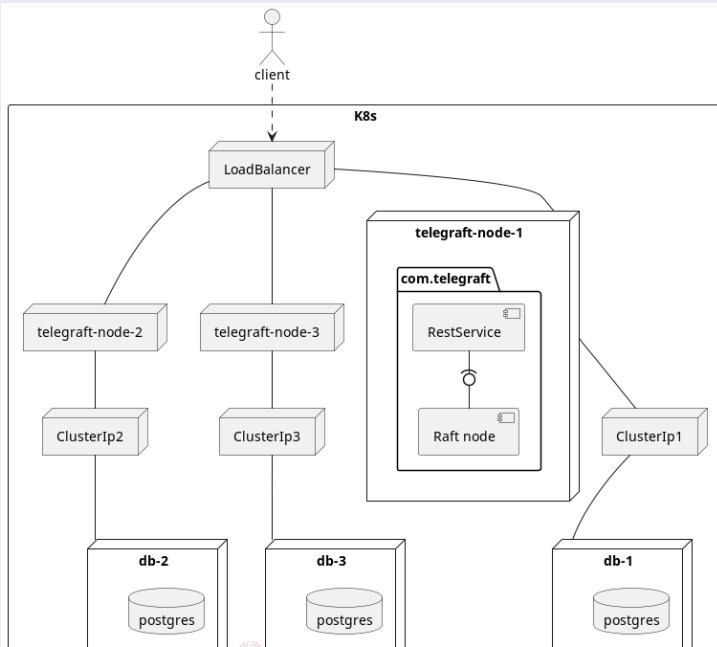 client
K8s
LoadBalancer
telegraft-node-1
com.telegraft
RestService
Raft node
telegraft-node-2
telegraft-node-3
ClusterIp2
ClusterIp3
ClusterIp1
db-2
db-3
db-1
postgres
postgres
postgres